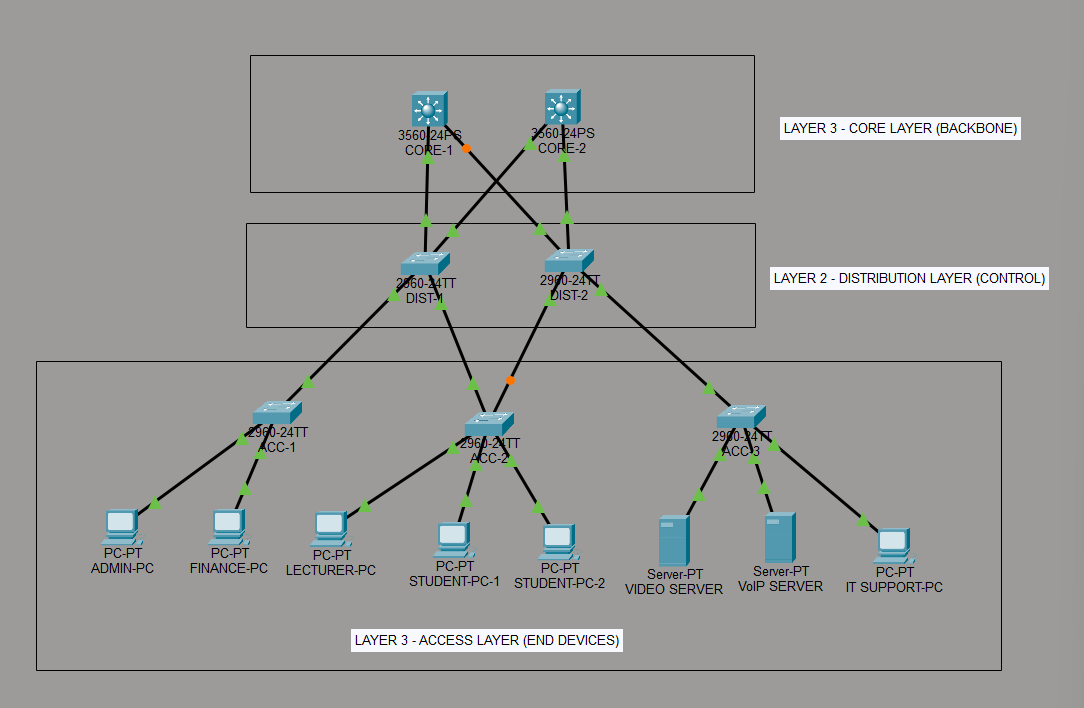 3560-24PS
CORE-1
3560-24PS
CORE-2
LAYER 3 - CORE LAYER (BACKBONE)
2960-24TT
DIST-1
2960-24TT
DIST-2
LAYER 2 - DISTRIBUTION LAYER (CONTROL)
2960-24TT
ACC-1
2960-24TT
ACC-2
2960-24TT
ACC-3
PC-PT
ADMIN-PC
PC-PT
FINANCE-PC
PC-PT
LECTURER-PC
PC-PT
STUDENT-PC-1
PC-PT
STUDENT-PC-2
Server-PT
VIDEO SERVER
Server-PT
VoIP SERVER
PC-PT
IT SUPPORT-PC
LAYER 3 - ACCESS LAYER (END DEVICES)